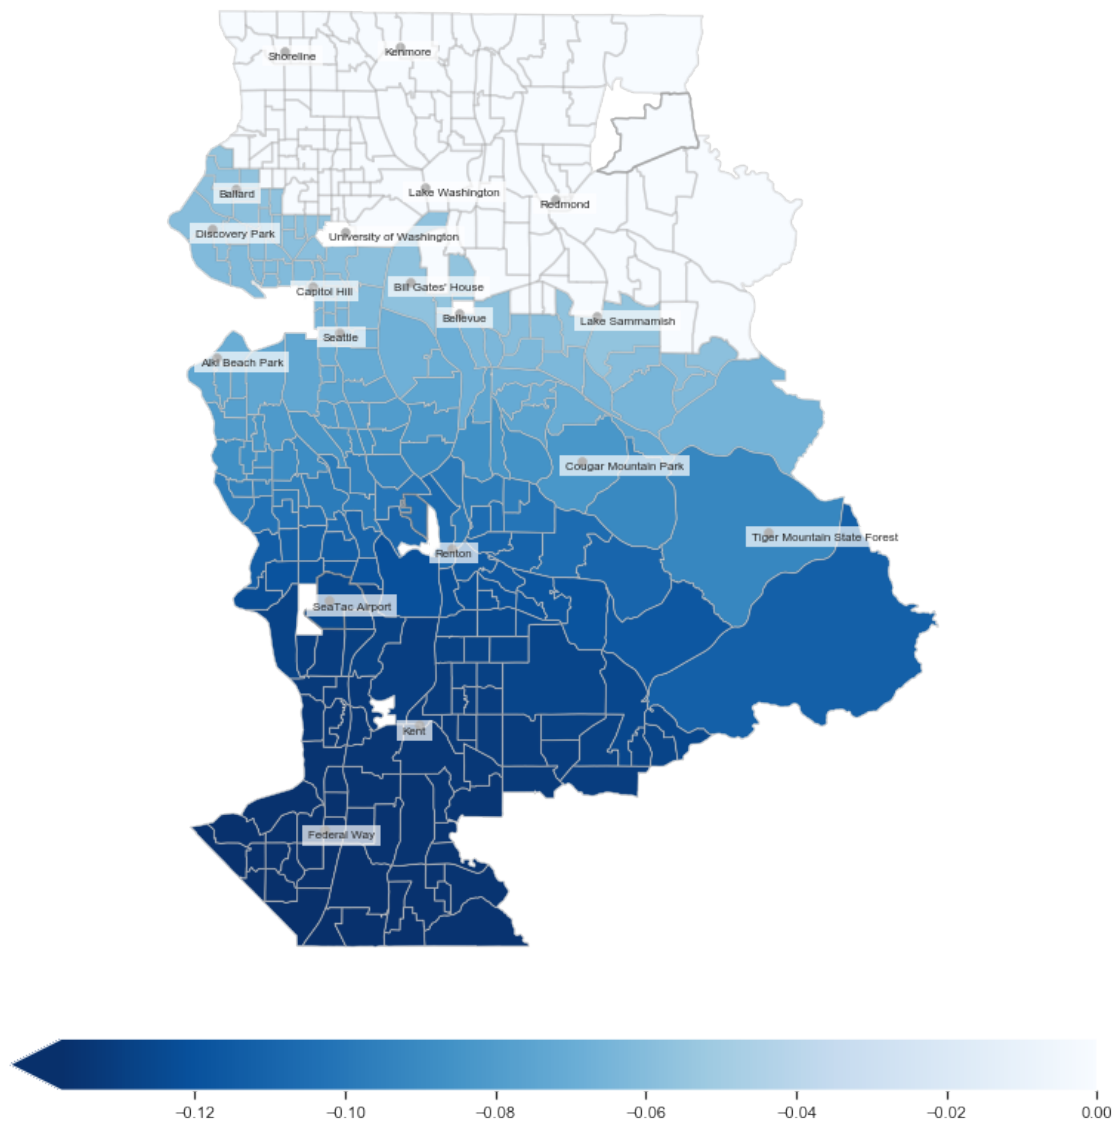 Shoreline
Kenmore
Ballard
Lake Washington
Redmond
Discovery Park
University of Washington
Capitol Hill
Bill Gates' House
Bellevue
Lake Sammamish
Seattle
Alki Beach Park
Cougar Mountain Park
Tiger Mountain State Forest
Renton
SeaTac Airport
Kent
Federal Way
−0.12 −0.10 −0.08 −0.06 −0.04 −0.02 0.00